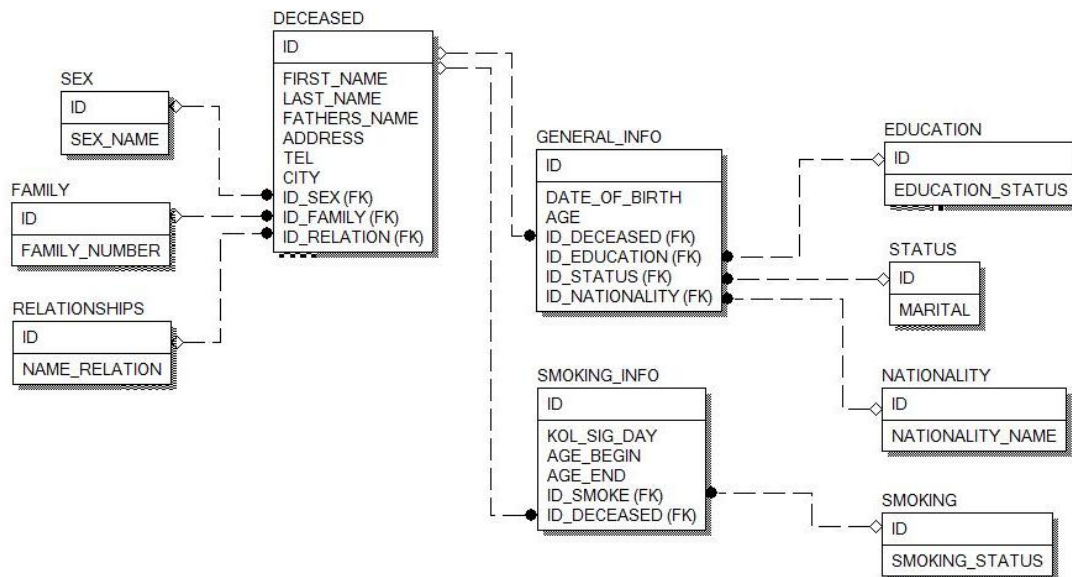 DECEASED
ID
FIRST_NAME
LAST_NAME
FATHERS_NAME
ADDRESS
TEL
CITY
ID_SEX (FK)
ID_FAMILY (FK)
ID_RELATION (FK)
SEX
ID
SEX_NAME
FAMILY
ID
FAMILY_NUMBER
RELATIONSHIPS
ID
NAME_RELATION
GENERAL_INFO
ID
DATE_OF_BIRTH
AGE
ID_DECEASED (FK)
ID_EDUCATION (FK)
ID_STATUS (FK)
ID_NATIONALITY (FK)
SMOKING_INFO
ID
KOL_SIG_DAY
AGE_BEGIN
AGE_END
ID_SMOKE (FK)
ID_DECEASED (FK)
EDUCATION
ID
EDUCATION_STATUS
STATUS
ID
MARITAL
NATIONALITY
ID
NATIONALITY_NAME
SMOKING
ID
SMOKING_STATUS